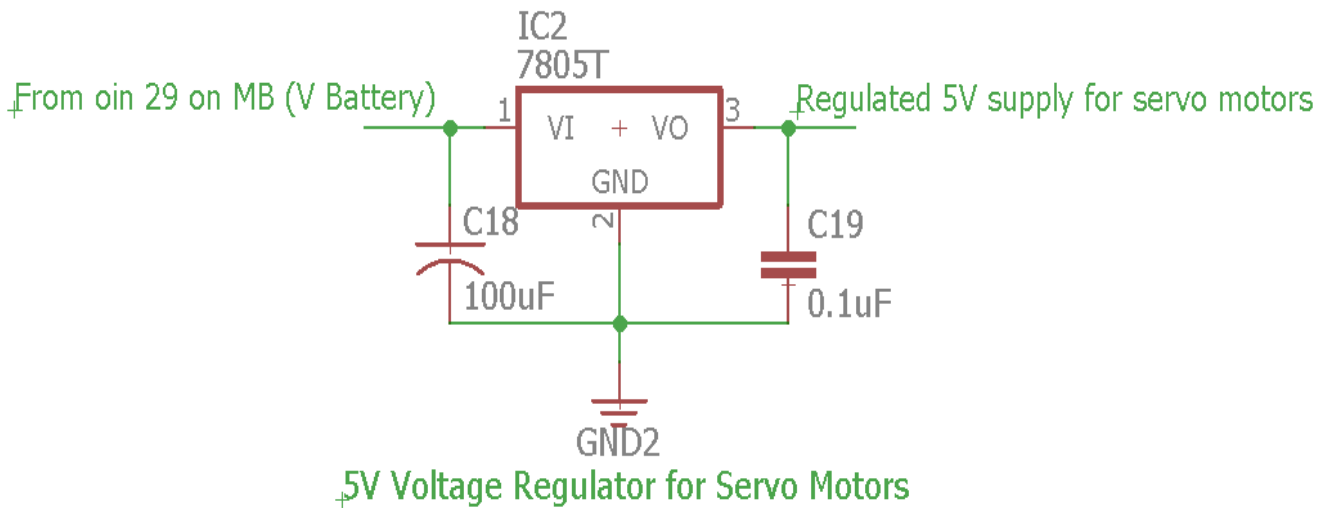 IC2
7805T
From oin 29 on MB (V Battery)
1
VI
VO
3
Regulated 5V supply for servo motors
GND
2
C18
100uF
C19
0.1uF
GND2
5V Voltage Regulator for Servo Motors